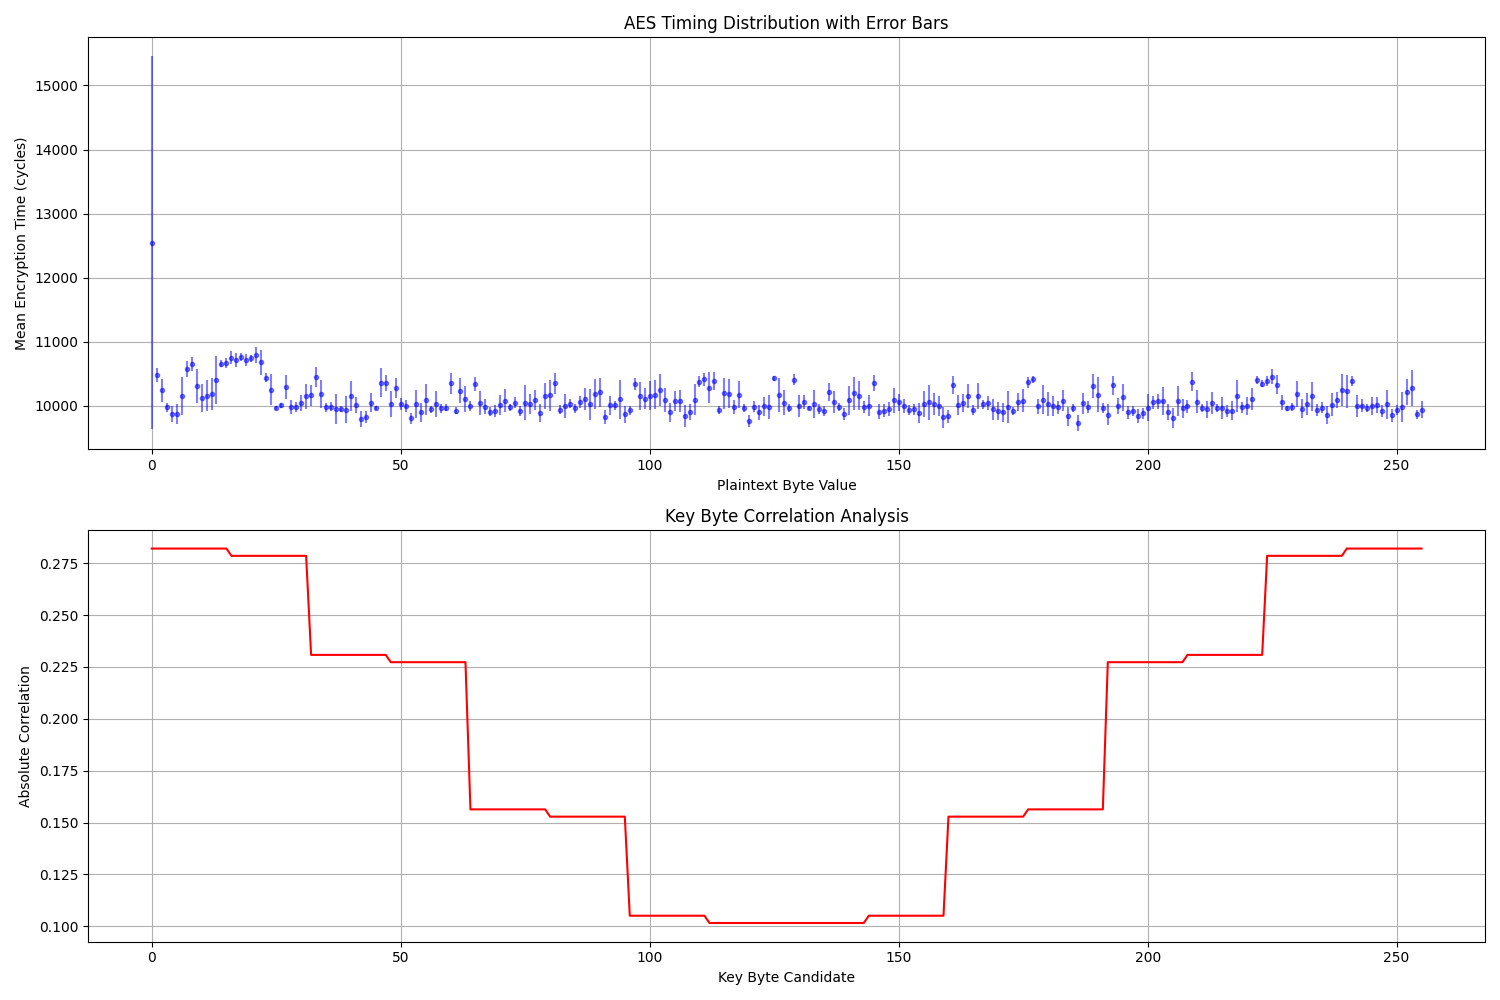 AES Timing Distribution with Error Bars
15000
14000
13000
12000
11000
10000
Mean Encryption Time (cycles)
0 50 100 150 200 250
Plaintext Byte Value
Key Byte Correlation Analysis
0.275
0.250
0.225
0.200
0.175
0.150
0.125
0.100
Absolute Correlation
0 50 100 150 200 250
Key Byte Candidate